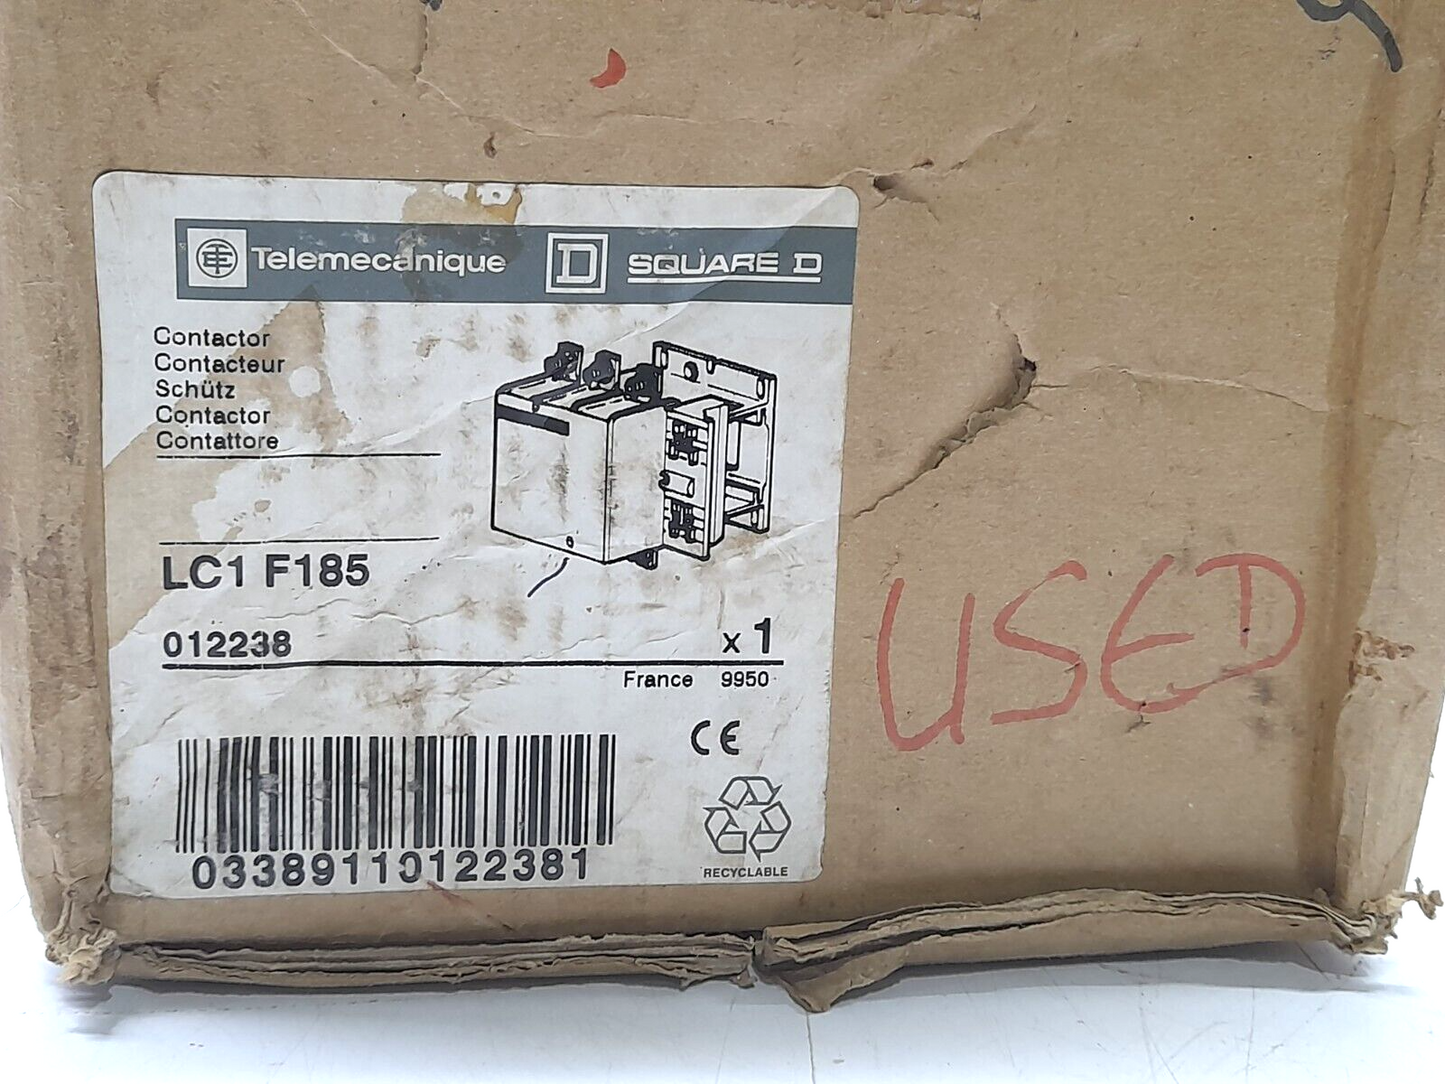 Telemecanique D SQUARE D
Contactor
Contacteur
Schütz
Contactor
Contattore
LC1 F185
012238 x 1
France 9950
CE
03389110122381
RECYCLABLE
USED